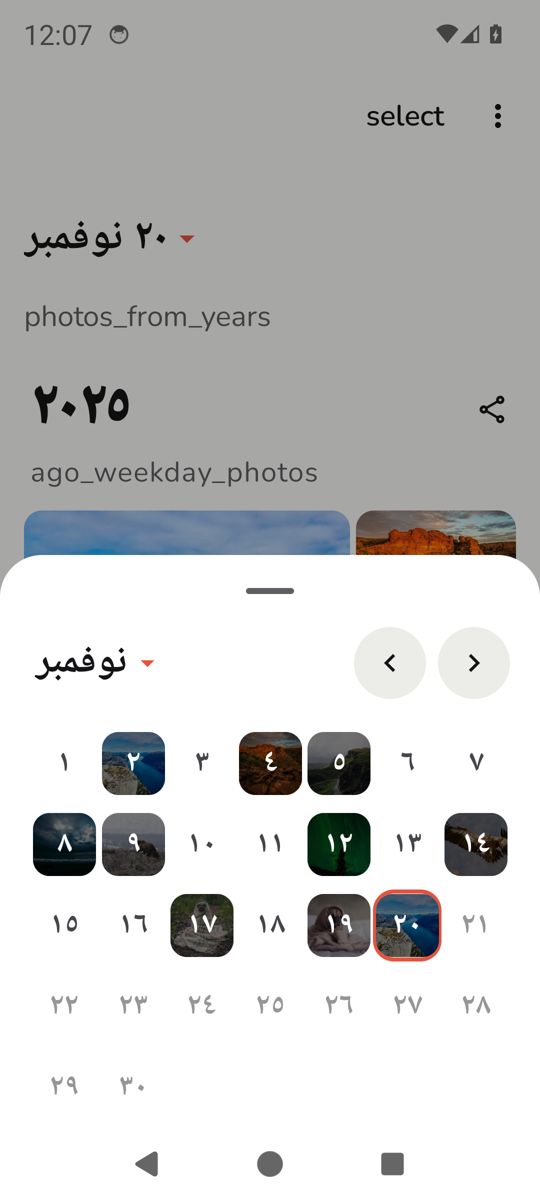 12:07
select
٢٠ نوفمبر
photos_from_years
٢٠٢٥
ago_weekday_photos
نوفمبر
١ ٢ ٣ ٤ ٥ ٦ ٧
٨ ٩ ١٠ ١١ ١٢ ١٣ ١٤
١٥ ١٦ ١٧ ١٨ ١٩ ٢٠ ٢١
٢٢ ٢٣ ٢٤ ٢٥ ٢٦ ٢٧ ٢٨
٢٩ ٣٠